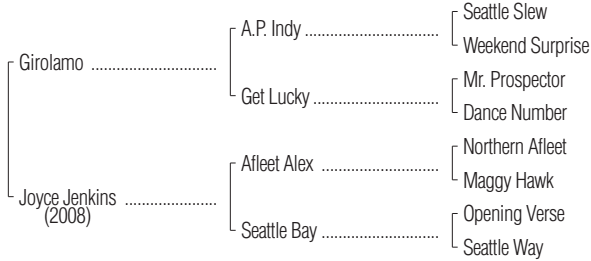 Seattle Slew
A.P. Indy ..............................
Weekend Surprise
Girolamo ..............................
Mr. Prospector
Get Lucky ..............................
Dance Number
Northern Afleet
Afleet Alex ..............................
Maggy Hawk
Joyce Jenkins ......................
(2008)
Opening Verse
Seattle Bay ............................
Seattle Way